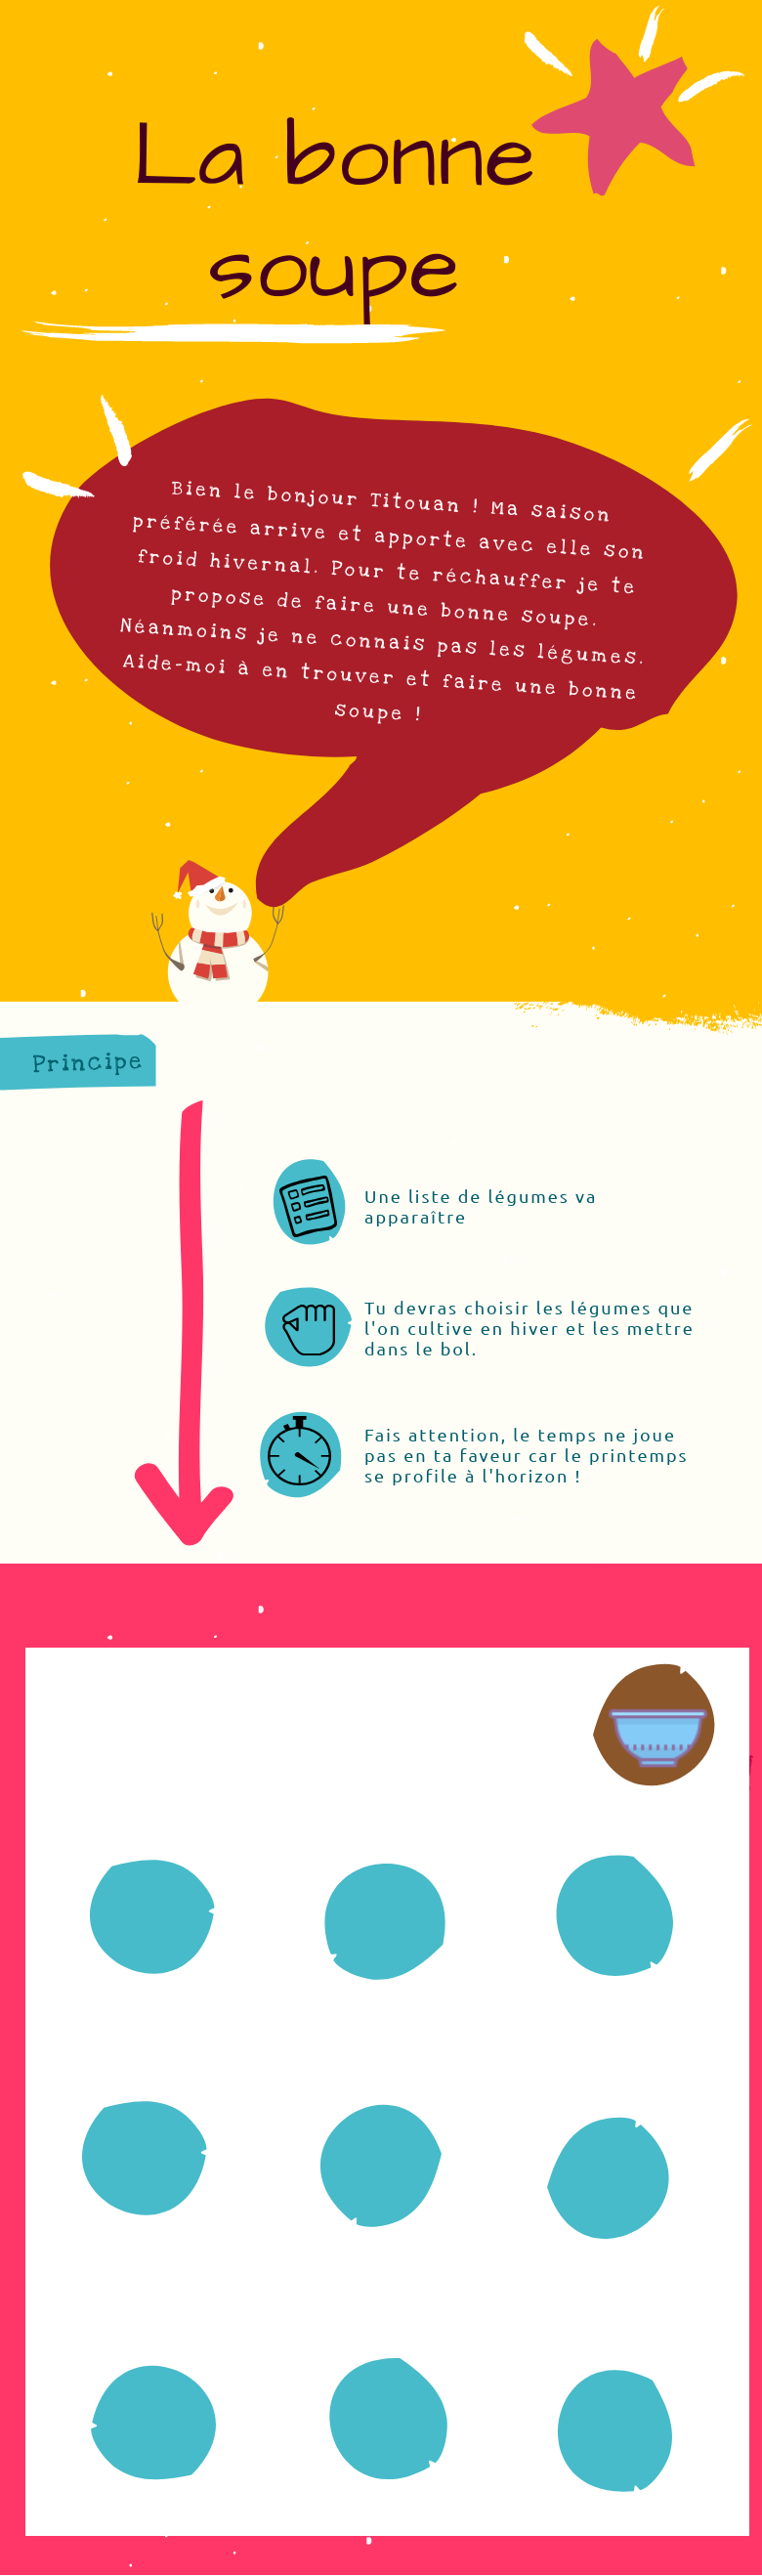 La bonne
soupe
Bien le bonjour Titouan ! Ma saison
préférée arrive et apporte avec elle son
froid hivernal. Pour te réchauffer je te
propose de faire une bonne soupe.
Néanmoins je ne connais pas les légumes.
Aide-moi à en trouver et faire une bonne
soupe !
Principe
Une liste de légumes va
apparaître
Tu devras choisir les légumes que
l'on cultive en hiver et les mettre
dans le bol.
Fais attention, le temps ne joue
pas en ta faveur car le printemps
se profile à l'horizon !